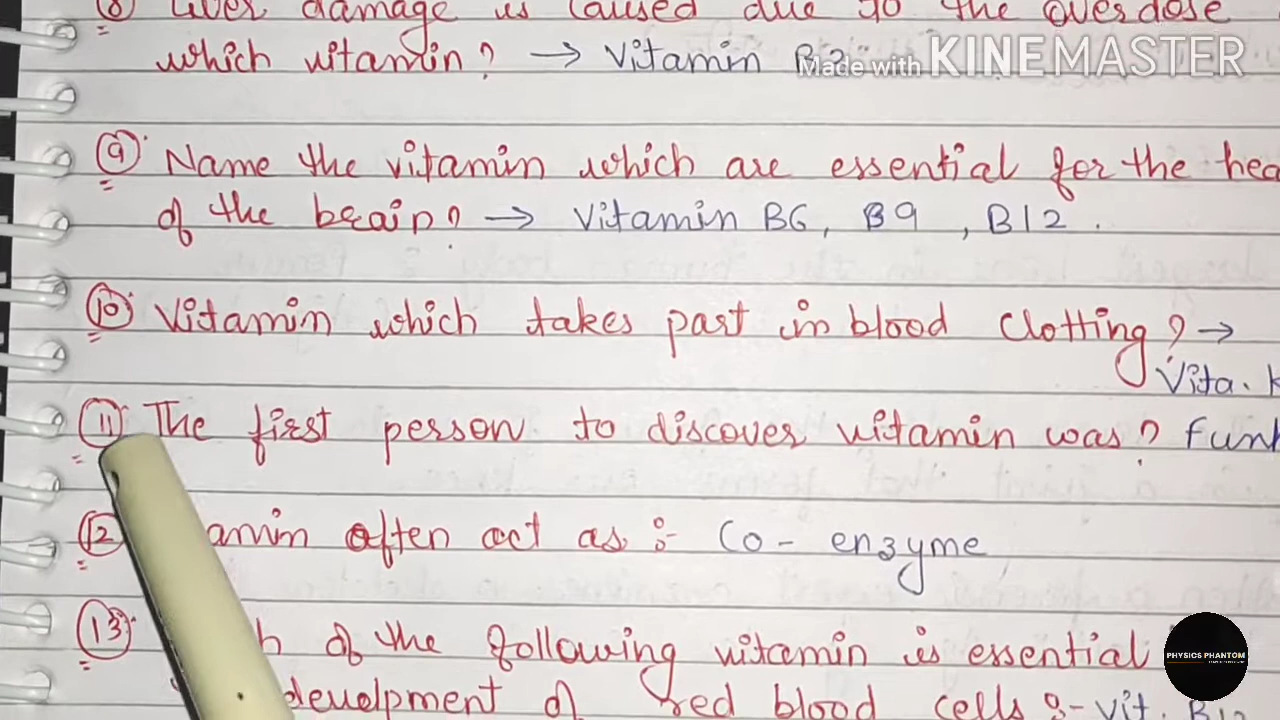 ⑧ Liver damage is caused due to the overdose
which vitamin? → Vitamin
Made with KINEMASTER
⑨ Name the vitamin which are essential for the hea
of the brain? → Vitamin B6, B9, B12.
⑩ Vitamin which takes part in blood clotting? →
Vita. K
⑪ The first person to discover vitamin was? Funk
⑫ amin often act as :- Co-enzyme
⑬ h of the following vitamin is essential
development of red blood cells :- Vit. B12
PHYSICS PHANTOM